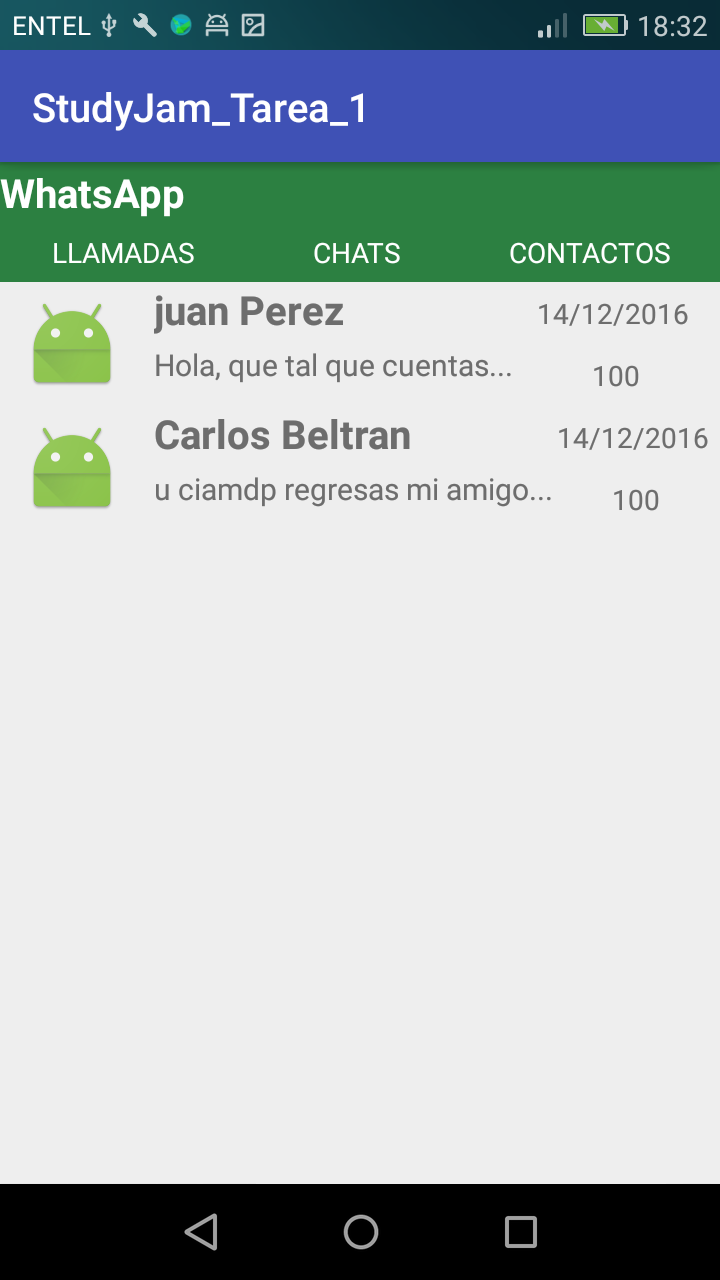 ENTEL 18:32
StudyJam_Tarea_1
WhatsApp
LLAMADAS CHATS CONTACTOS
juan Perez 14/12/2016
Hola, que tal que cuentas... 100
Carlos Beltran 14/12/2016
u ciamdp regresas mi amigo... 100